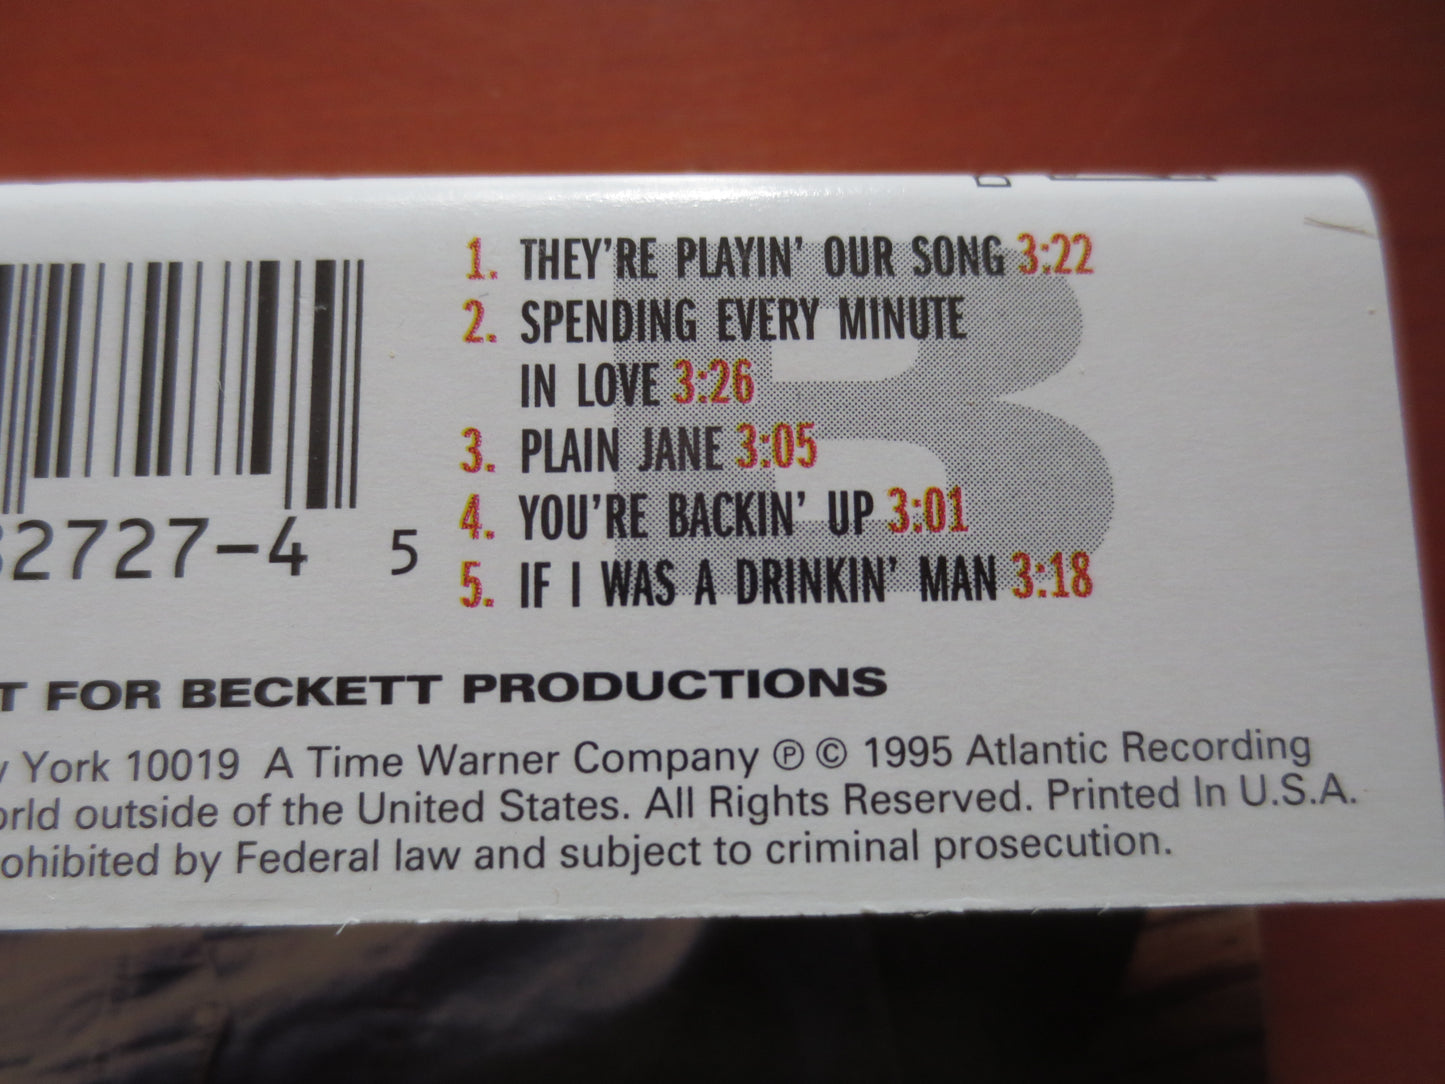 B
1. THEY'RE PLAYIN' OUR SONG 3:22
2. SPENDING EVERY MINUTE
IN LOVE 3:26
3. PLAIN JANE 3:05
4. YOU'RE BACKIN' UP 3:01
5. IF I WAS A DRINKIN' MAN 3:18
2727-4 5
FOR BECKETT PRODUCTIONS
York 10019 A Time Warner Company ℗ © 1995 Atlantic Recording
outside of the United States. All Rights Reserved. Printed In U.S.A.
by Federal law and subject to criminal prosecution.